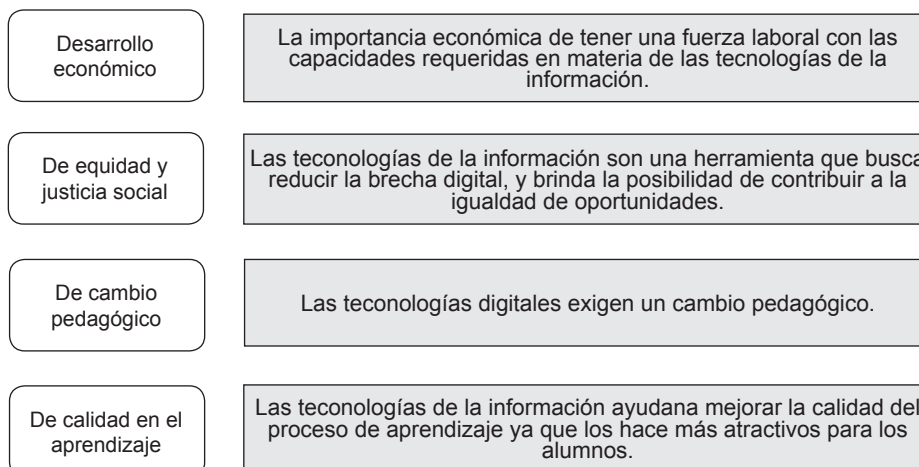 Desarrollo
económico
La importancia económica de tener una fuerza laboral con las
capacidades requeridas en materia de las tecnologías de la
información.
De equidad y
justicia social
Las teconologías de la información son una herramienta que busca
reducir la brecha digital, y brinda la posibilidad de contribuir a la
igualdad de oportunidades.
De cambio
pedagógico
Las teconologías digitales exigen un cambio pedagógico.
De calidad en el
aprendizaje
Las teconologías de la información ayudana mejorar la calidad del
proceso de aprendizaje ya que los hace más atractivos para los
alumnos.